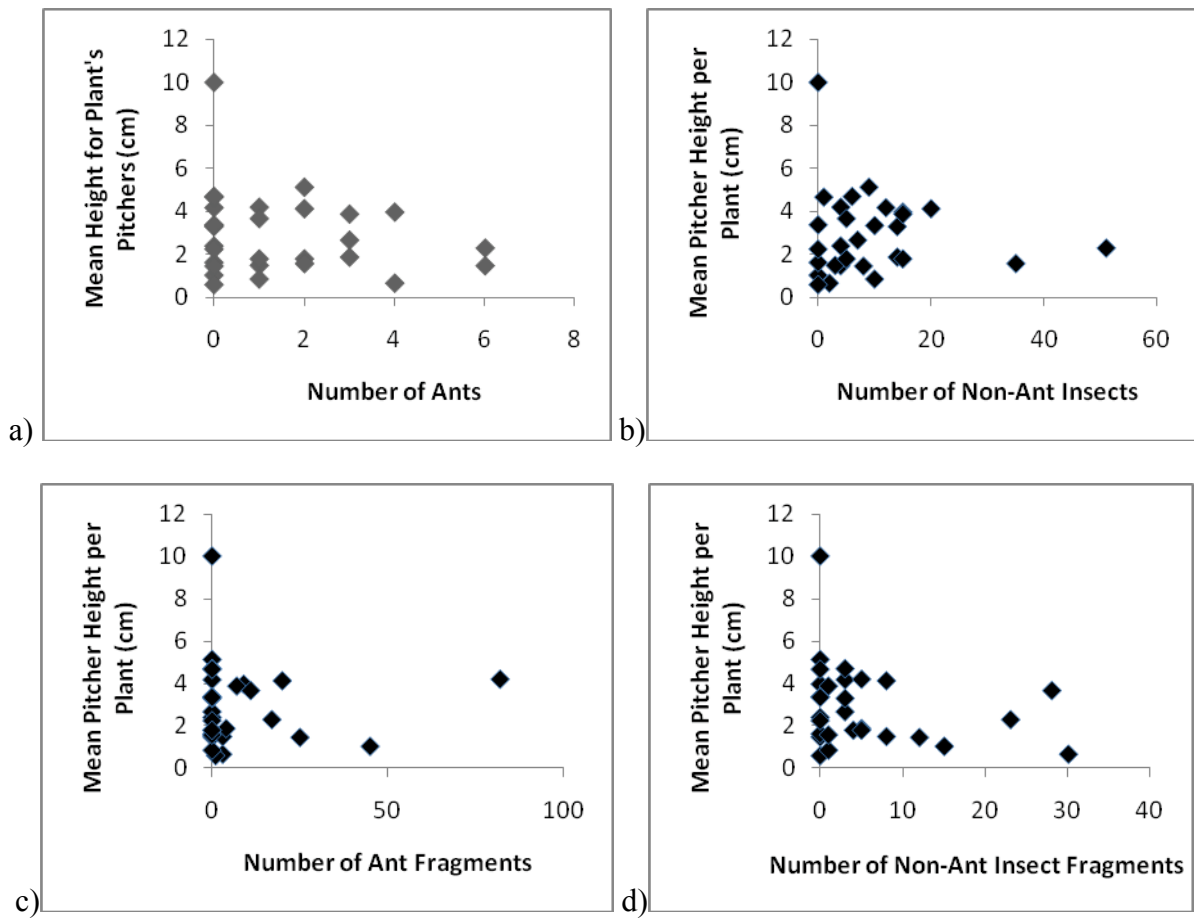 Mean Height for Plant's
Pitchers (cm)
12
10
8
6
4
2
0
0 2 4 6 8
Number of Ants
a)
Mean Pitcher Height per
Plant (cm)
12
10
8
6
4
2
0
0 20 40 60
Number of Non-Ant Insects
b)
Mean Pitcher Height per
Plant (cm)
12
10
8
6
4
2
0
0 50 100
Number of Ant Fragments
c)
Mean Pitcher Height per
Plant (cm)
12
10
8
6
4
2
0
0 10 20 30 40
Number of Non-Ant Insect Fragments
d)